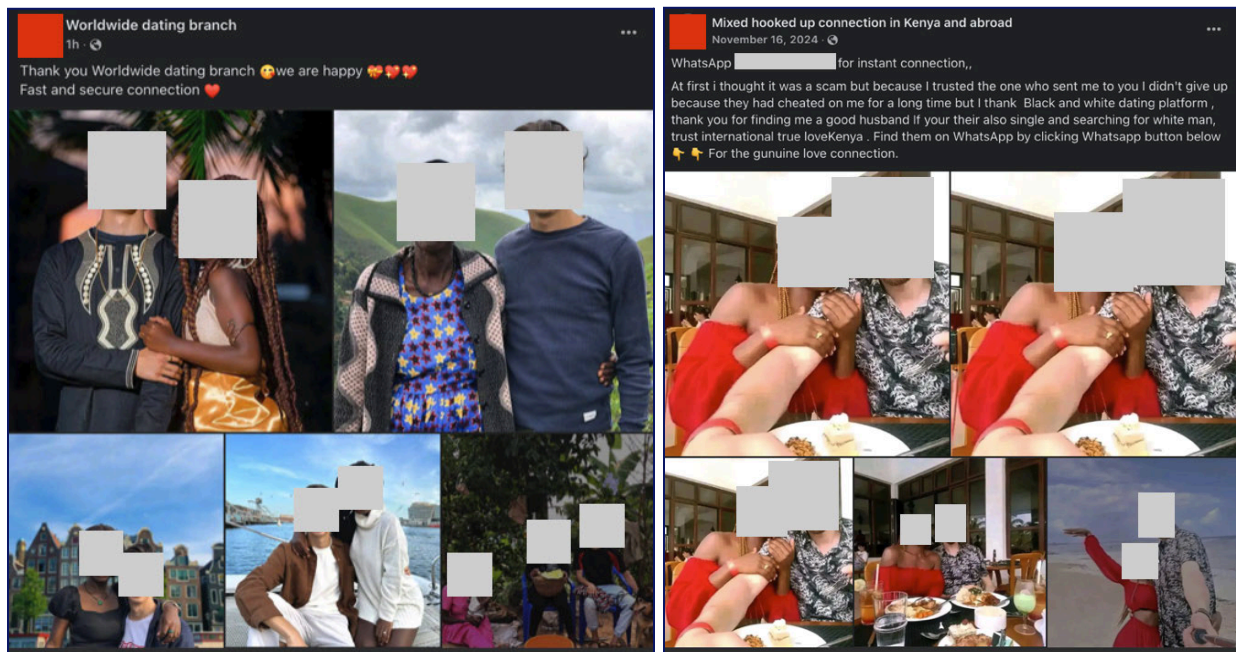 Worldwide dating branch
1h ·
Thank you Worldwide dating branch 😋we are happy 💝💖💖
Fast and secure connection ❤️
Mixed hooked up connection in Kenya and abroad
November 16, 2024 ·
WhatsApp for instant connection,,
At first i thought it was a scam but because I trusted the one who sent me to you I didn't give up
because they had cheated on me for a long time but I thank Black and white dating platform ,
thank you for finding me a good husband If your their also single and searching for white man,
trust international true loveKenya . Find them on WhatsApp by clicking Whatsapp button below
👇 👇 For the gunuine love connection.